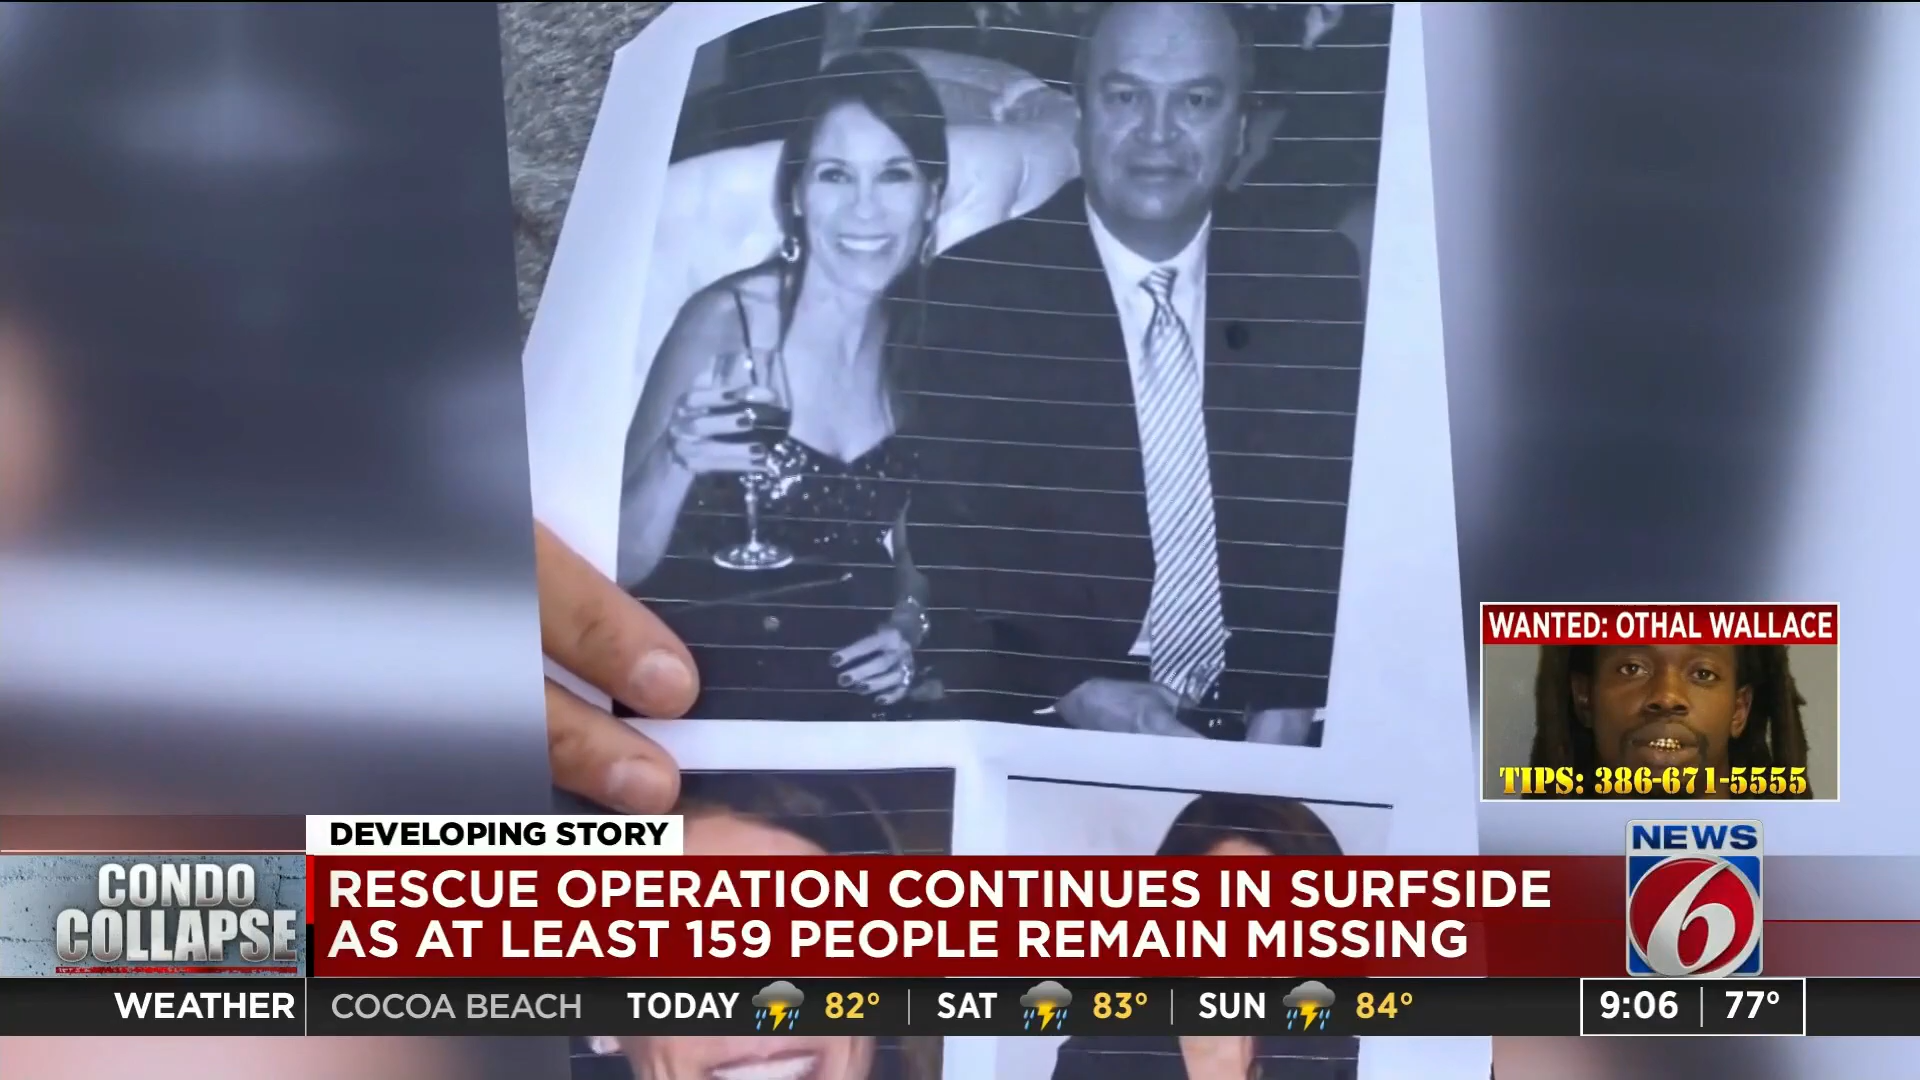 WANTED: OTHAL WALLACE
TIPS: 386-671-5555
DEVELOPING STORY
CONDO
COLLAPSE
RESCUE OPERATION CONTINUES IN SURFSIDE
AS AT LEAST 159 PEOPLE REMAIN MISSING
NEWS
6
WEATHER COCOA BEACH TODAY 82° SAT 83° SUN 84° 9:06 77°